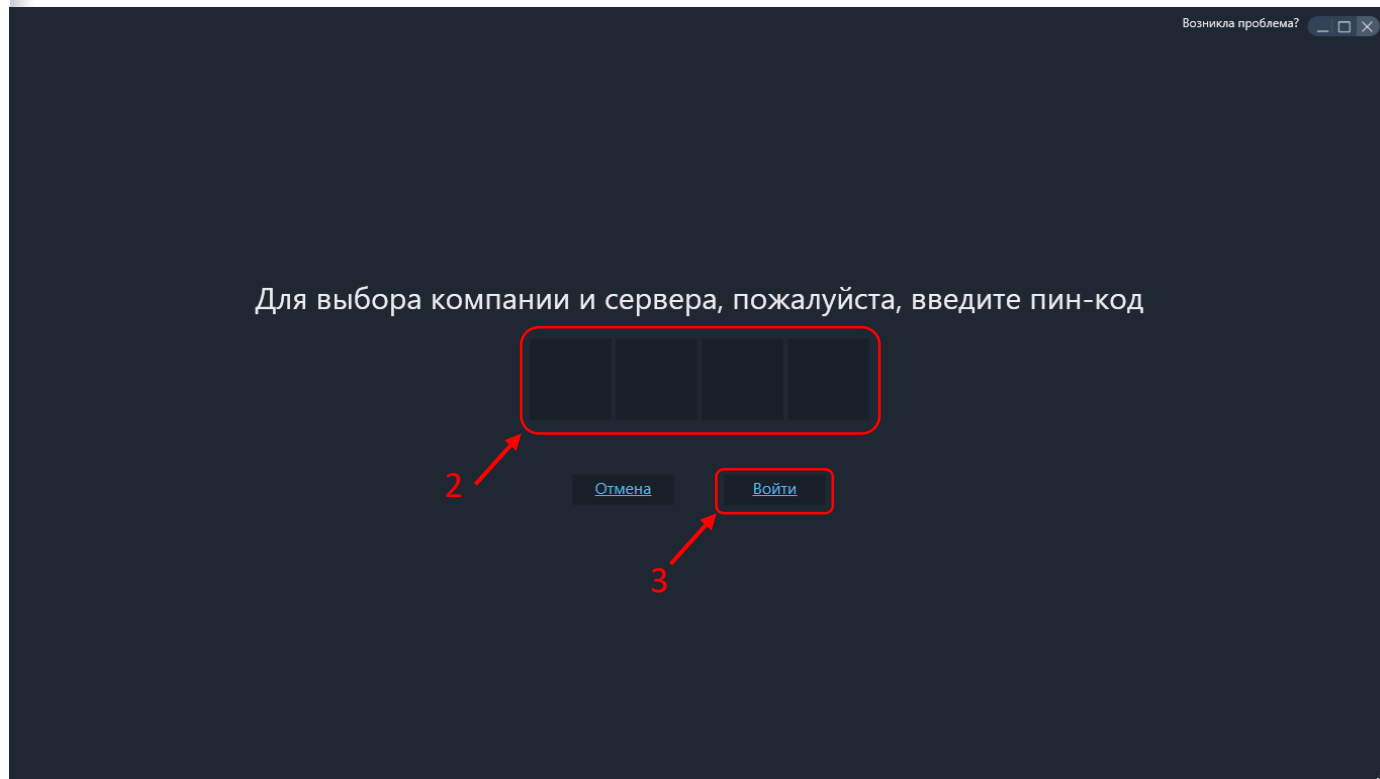 Возникла проблема?
Для выбора компании и сервера, пожалуйста, введите пин-код
2
Отмена
Войти
3